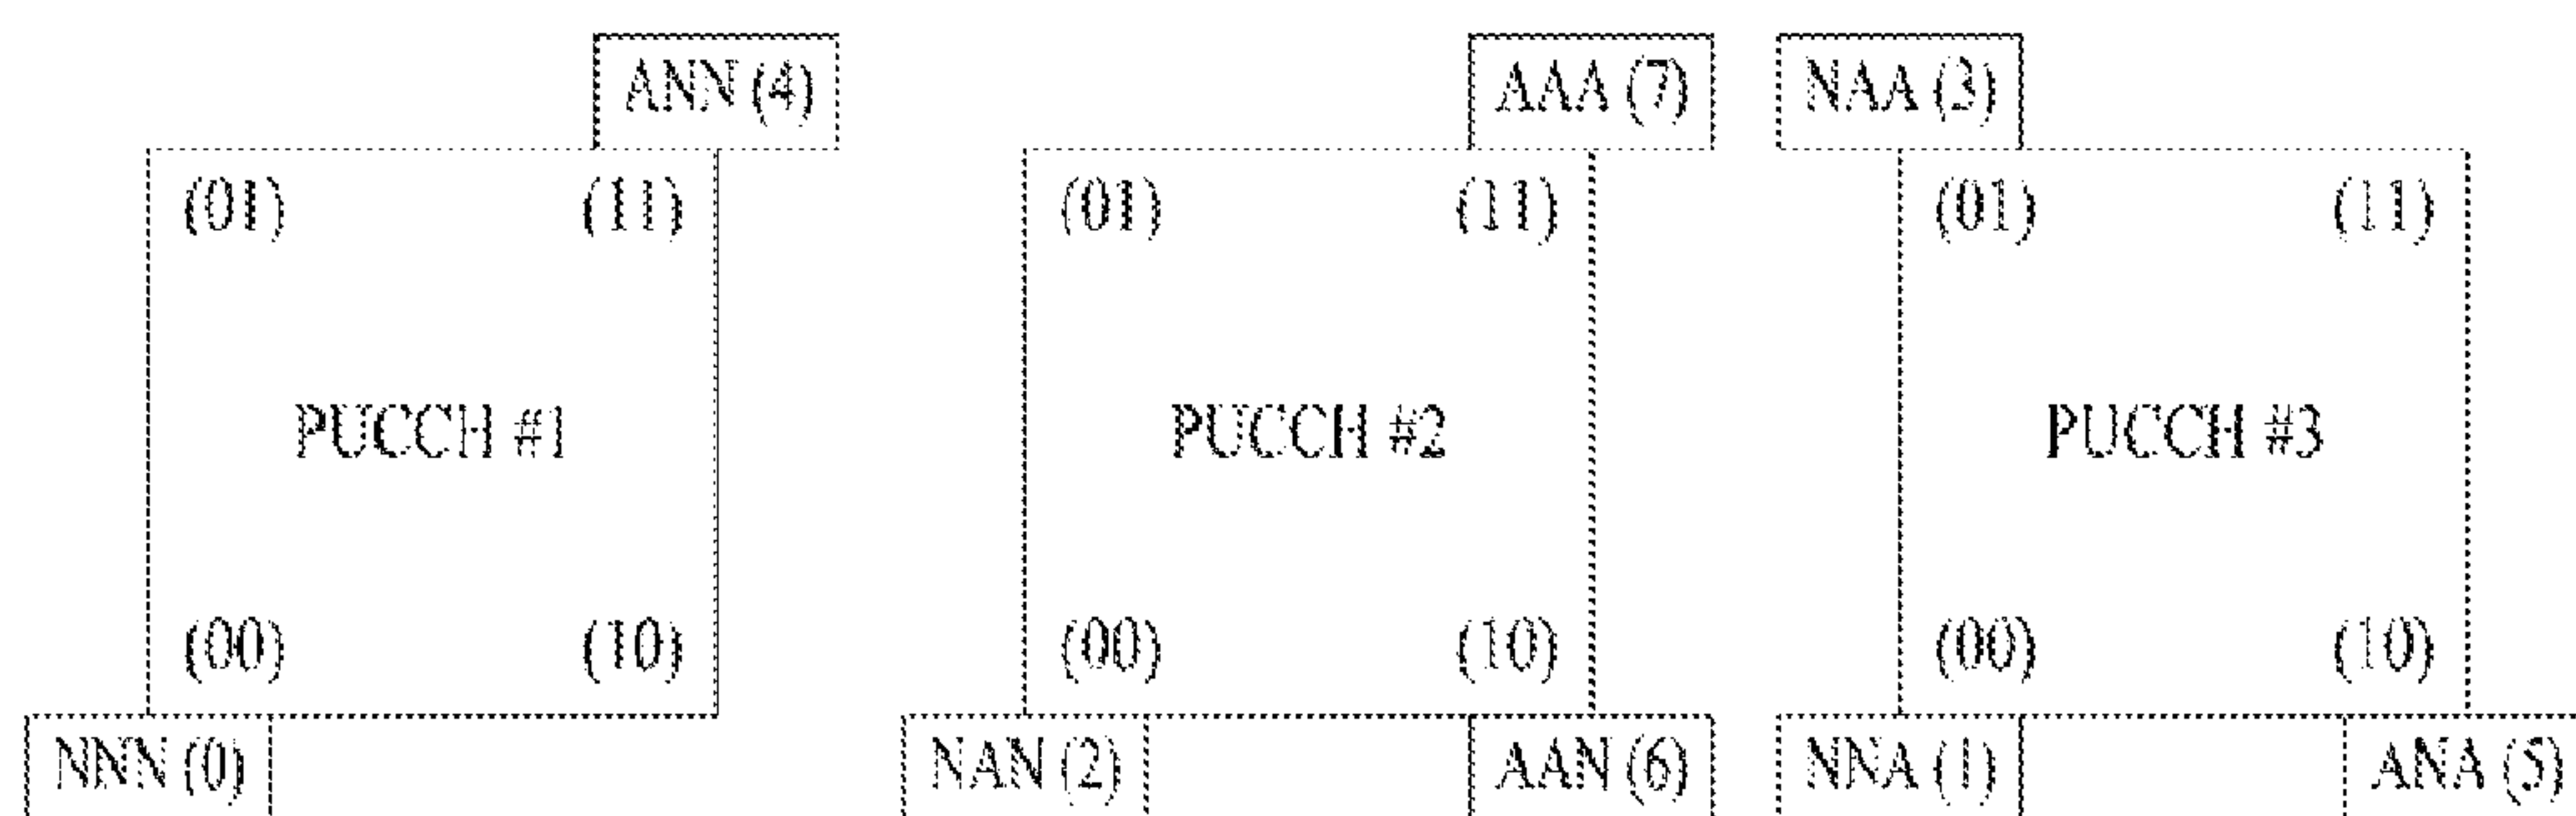 ANN (4) AAA (7) NAA (3)
(01) (11) (01) (11) (01) (11)
PUCCH #1 PUCCH #2 PUCCH #3
(00) (10) (00) (10) (00) (10)
NNN (0) NAN (2) AAN (6) NNA (1) ANA (5)